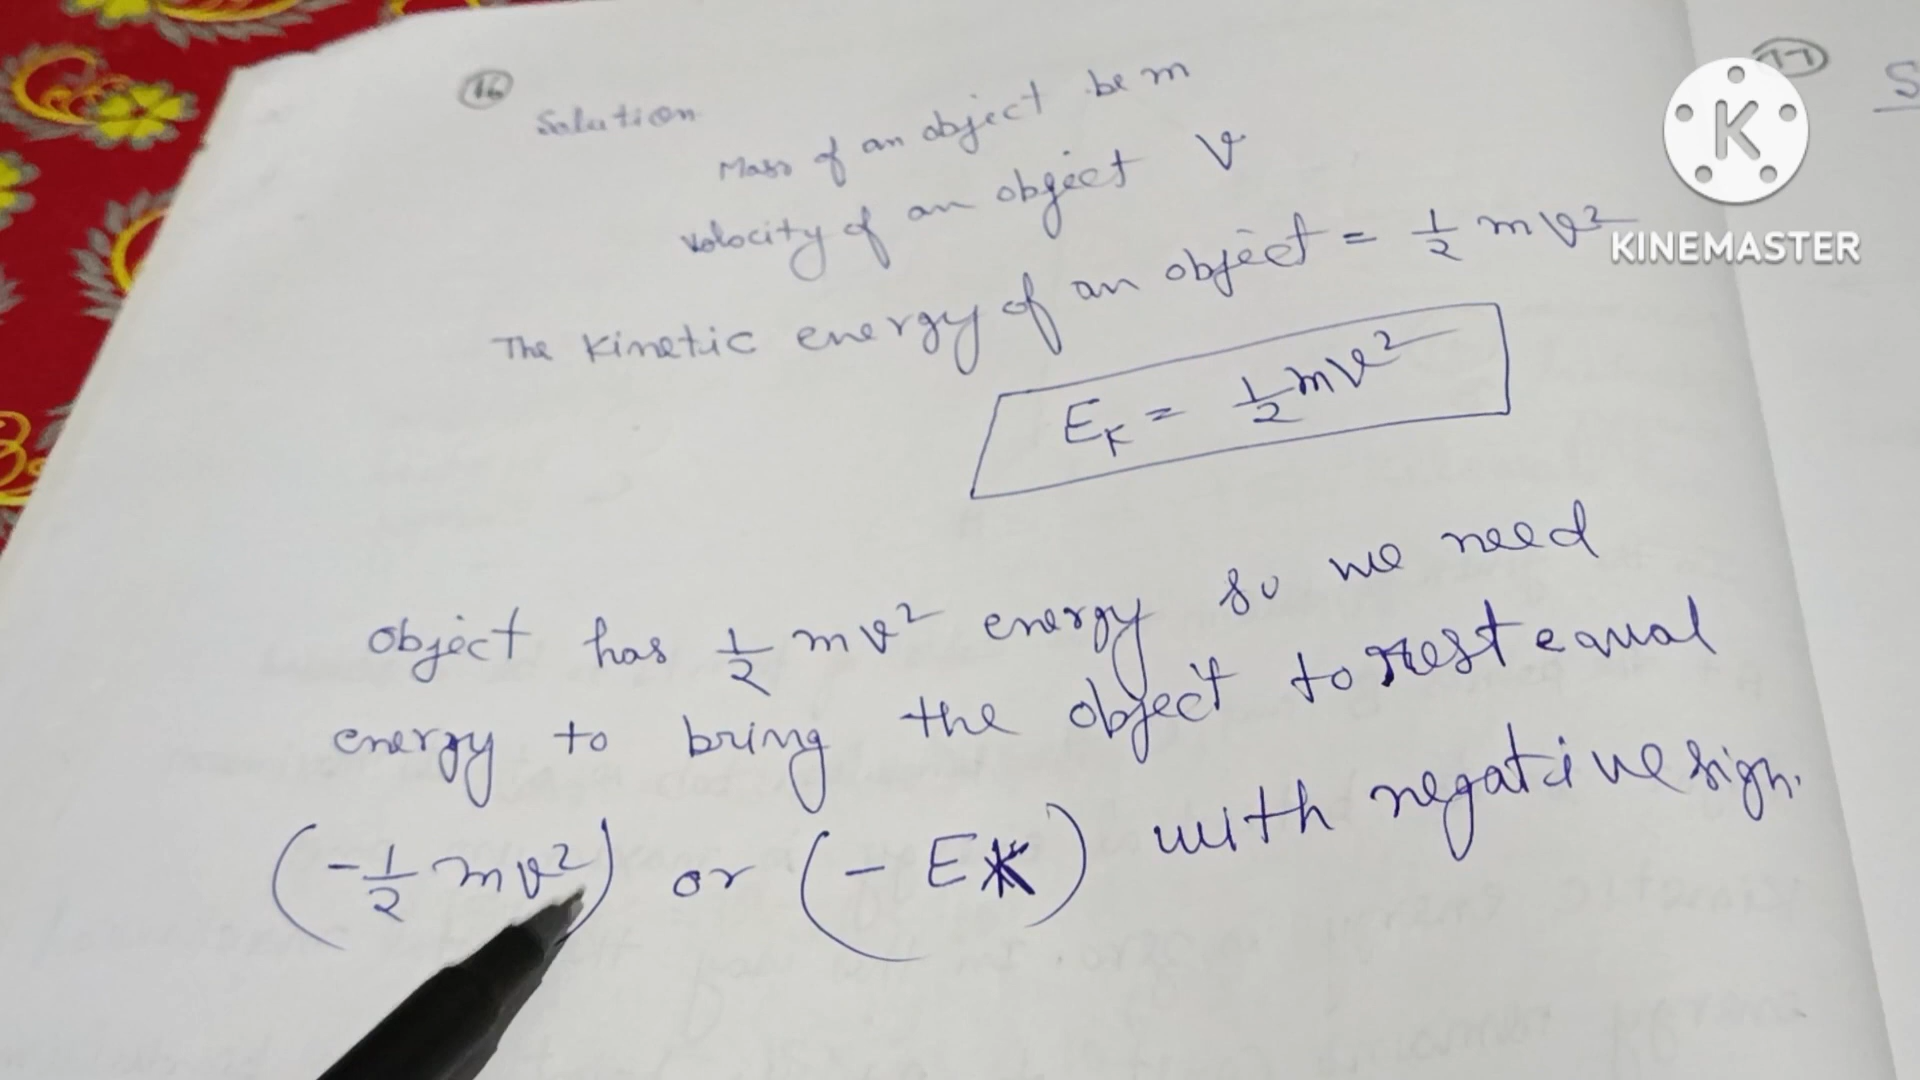 16
Solution
Mass of an object be m
Velocity of an object V
The Kinetic energy of an object = 1/2 mv²
E_K = 1/2 mv²
object has 1/2 mv² energy so we need
energy to bring the object to rest equal
(-1/2 mv²) or (-EK) with negative sign.
17
S
K
KINEMASTER